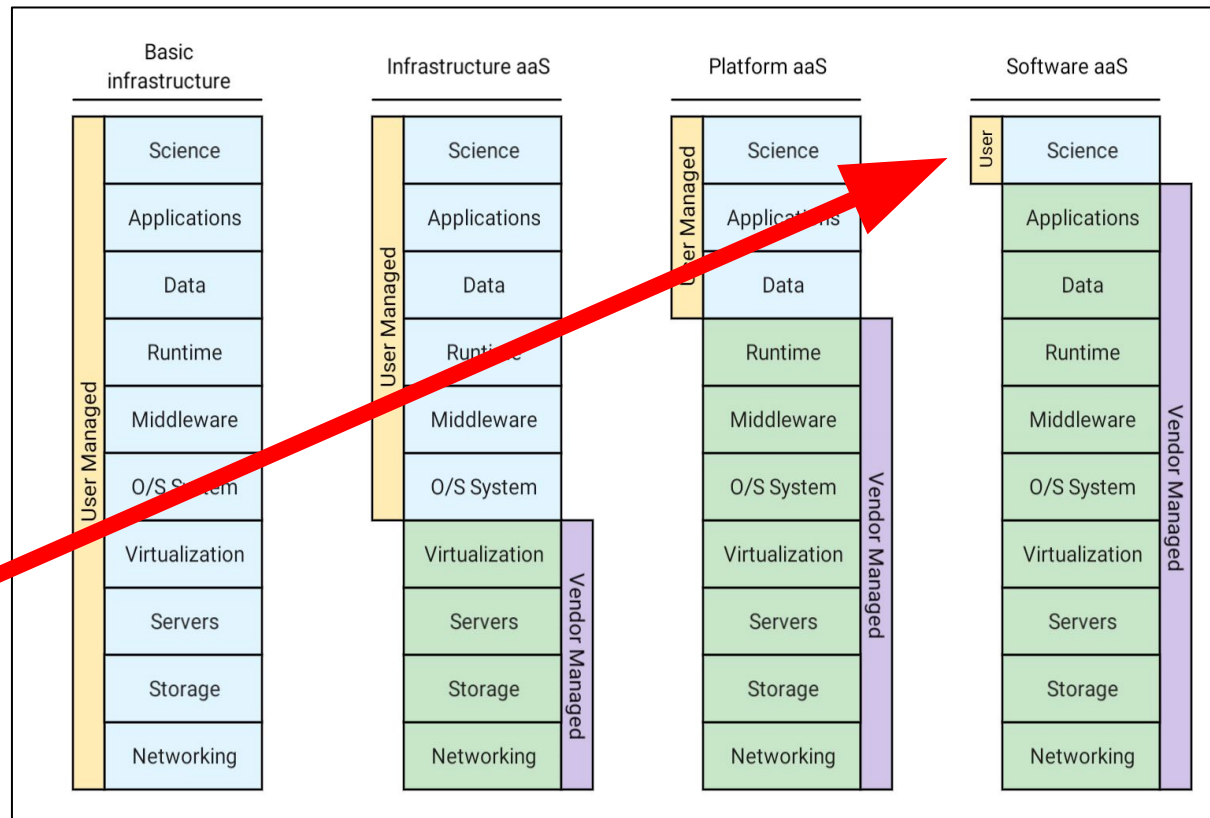 Basic
infrastructure
User Managed
Science
Applications
Data
Runtime
Middleware
O/S System
Virtualization
Servers
Storage
Networking
Infrastructure aaS
User Managed
Science
Applications
Data
Runtime
Middleware
O/S System
Virtualization
Servers
Storage
Networking
Vendor Managed
Platform aaS
User Managed
Science
Applications
Data
Runtime
Middleware
O/S System
Virtualization
Servers
Storage
Networking
Vendor Managed
Software aaS
User
Science
Applications
Data
Runtime
Middleware
O/S System
Virtualization
Servers
Storage
Networking
Vendor Managed